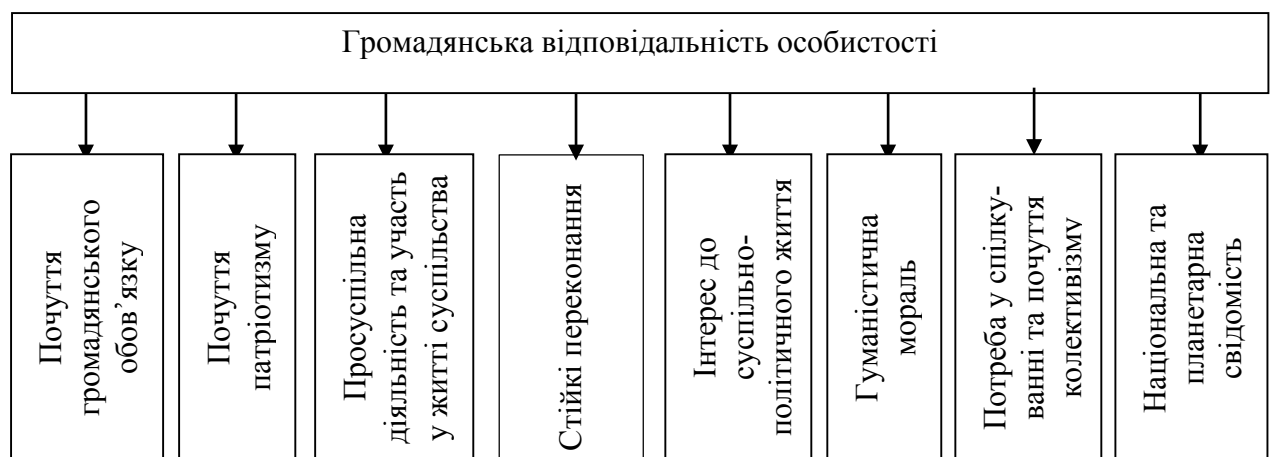 Громадянська відповідальність особистості
Почуття
громадянського
обов’язку
Почуття
патріотизму
Просуспільна
діяльність та участь
у житті суспільства
Стійкі переконання
Інтерес до
суспільно-
політичного життя
Гуманістична
мораль
Потреба у спілку-
ванні та почуття
колективізму
Національна та
планетарна
свідомість